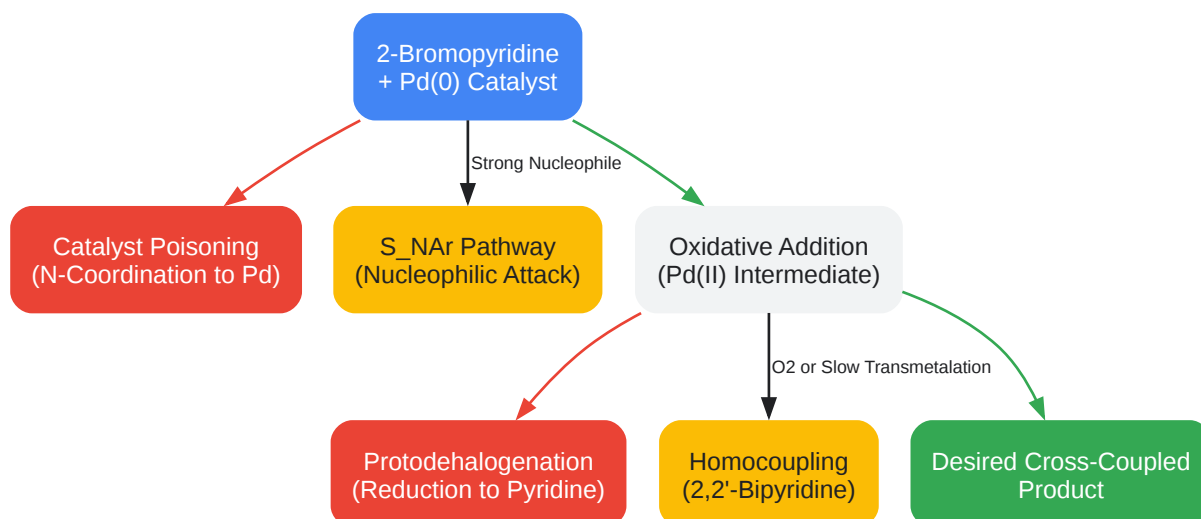 2-Bromopyridine
+ Pd(0) Catalyst
Strong Nucleophile
Catalyst Poisoning
(N-Coordination to Pd)
S_NAr Pathway
(Nucleophilic Attack)
Oxidative Addition
(Pd(II) Intermediate)
O2 or Slow Transmetalation
Protodehalogenation
(Reduction to Pyridine)
Homocoupling
(2,2'-Bipyridine)
Desired Cross-Coupled
Product